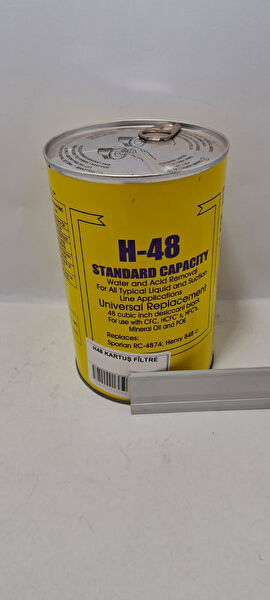 H-48
STANDARD CAPACITY
Water and Acid Removal
For All Typical Liquid and Suction
Line Applications
Universal Replacement
48 cubic inch desiccant block
For use with CFC, HCFC's, HFC's,
Mineral Oil and POE
Replaces:
Sporlan RC-4874; Henry 848 c
H48 KARTUŞ FİLTRE